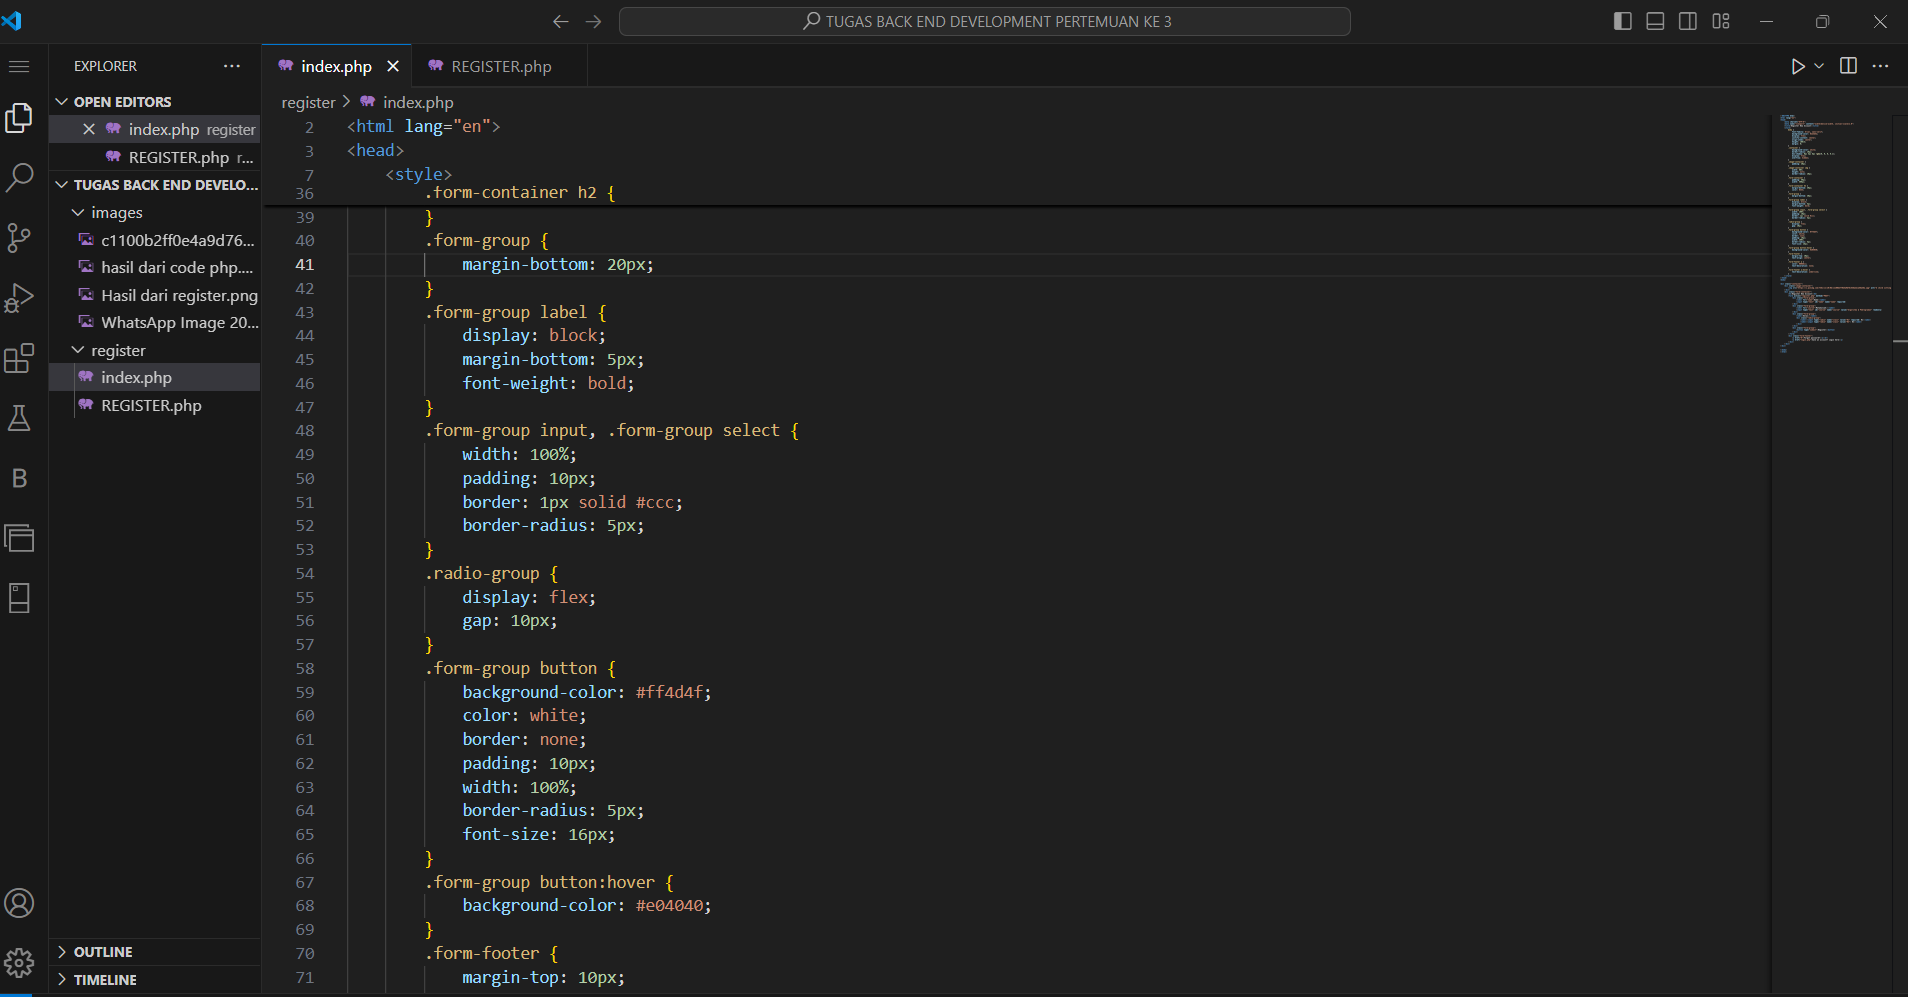 TUGAS BACK END DEVELOPMENT PERTEMUAN KE 3
EXPLORER
OPEN EDITORS
index.php register
REGISTER.php r...
TUGAS BACK END DEVELO...
images
c1100b2ff0e4a9d76...
hasil dari code php....
Hasil dari register.png
WhatsApp Image 20...
register
index.php
REGISTER.php
OUTLINE
TIMELINE
index.php
REGISTER.php
register > index.php
2 <html lang="en">
3 <head>
7 <style>
36 .form-container h2 {
39 }
40 .form-group {
41 margin-bottom: 20px;
42 }
43 .form-group label {
44 display: block;
45 margin-bottom: 5px;
46 font-weight: bold;
47 }
48 .form-group input, .form-group select {
49 width: 100%;
50 padding: 10px;
51 border: 1px solid #ccc;
52 border-radius: 5px;
53 }
54 .radio-group {
55 display: flex;
56 gap: 10px;
57 }
58 .form-group button {
59 background-color: #ff4d4f;
60 color: white;
61 border: none;
62 padding: 10px;
63 width: 100%;
64 border-radius: 5px;
65 font-size: 16px;
66 }
67 .form-group button:hover {
68 background-color: #e04040;
69 }
70 .form-footer {
71 margin-top: 10px;